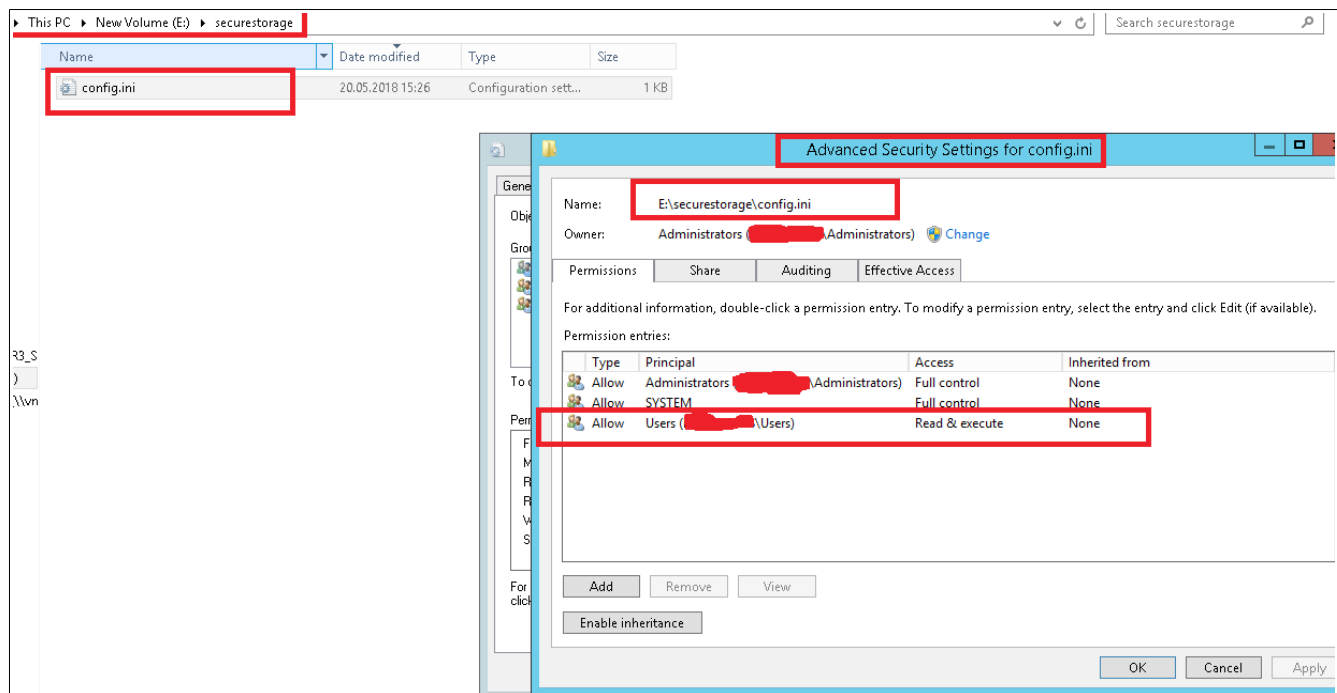 This PC ▸ New Volume (E:) ▸ securestorage
Search securestorage
Name Date modified Type Size
config.ini 20.05.2018 15:26 Configuration sett... 1 KB
Advanced Security Settings for config.ini
Gene
Name: E:\securestorage\config.ini
Obje
Owner: Administrators ( \Administrators) Change
Grou
Permissions Share Auditing Effective Access
For additional information, double-click a permission entry. To modify a permission entry, select the entry and click Edit (if available).
Permission entries:
R3_S
Type Principal Access Inherited from
)
To c
Allow Administrators \Administrators) Full control None
\\vn
Allow SYSTEM Full control None
Perr
Allow Users ( \Users) Read & execute None
F
M
R
R
S
For
Add Remove View
click
Enable inheritance
OK Cancel Apply